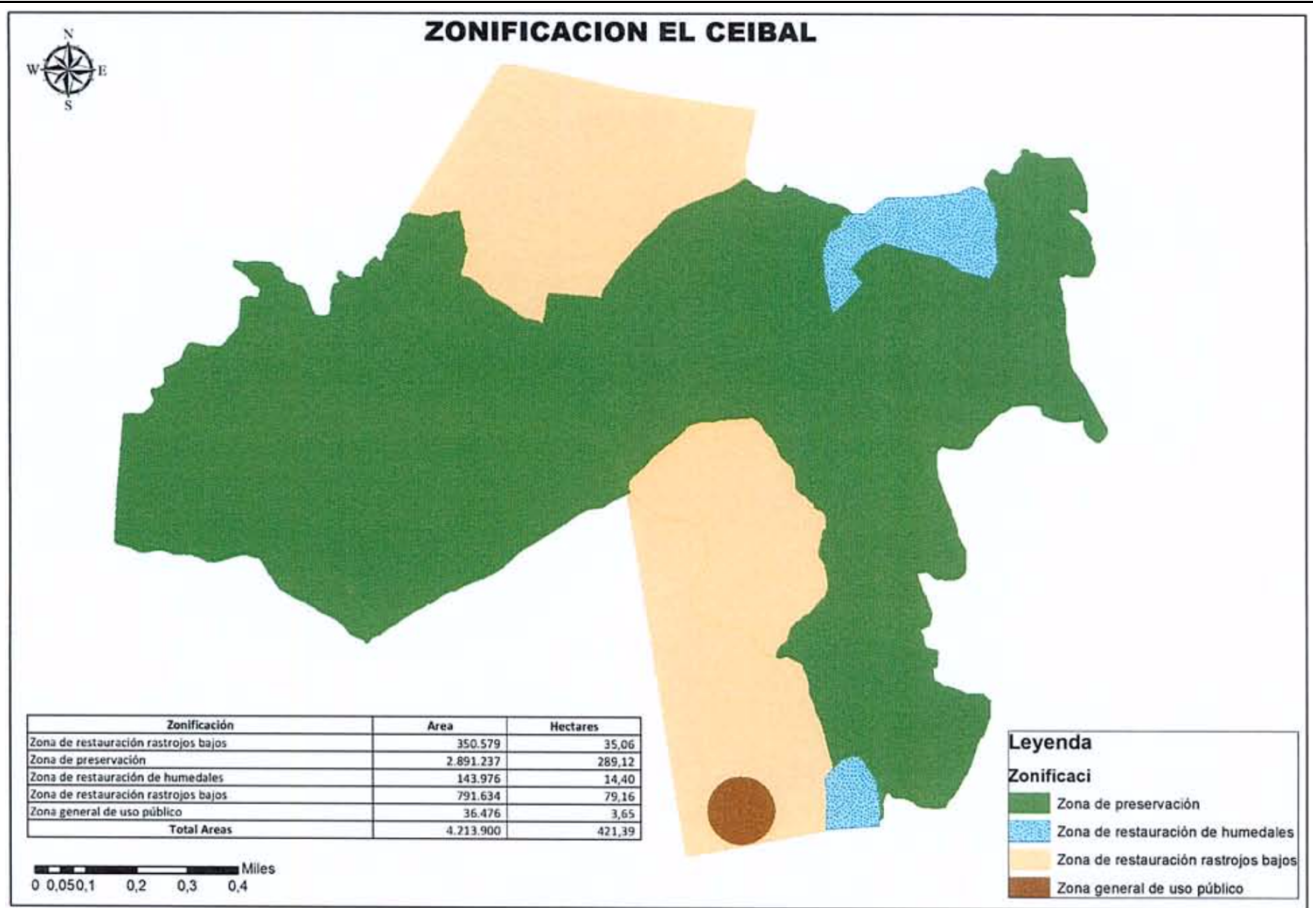 ZONIFICACION EL CEIBAL
N
W E
S
Zonificación Area Hectares
Zona de restauración rastrojos bajos 350.579 35,06
Zona de preservación 2.891.237 289,12
Zona de restauración de humedales 143.976 14,40
Zona de restauración rastrojos bajos 791.634 79,16
Zona general de uso público 36.476 3,65
Total Areas 4.213.900 421,39
Miles
0 0,050,1 0,2 0,3 0,4
Leyenda
Zonificaci
Zona de preservación
Zona de restauración de humedales
Zona de restauración rastrojos bajos
Zona general de uso público